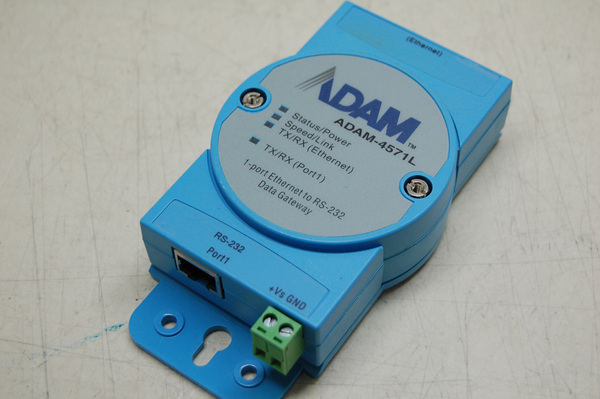 (Ethernet)
ADAM™
ADAM-4571L
Status/Power
Speed/Link
TX/RX (Ethernet)
TX/RX (Port1)
1-port Ethernet to RS-232
Data Gateway
RS-232
Port1
+Vs GND